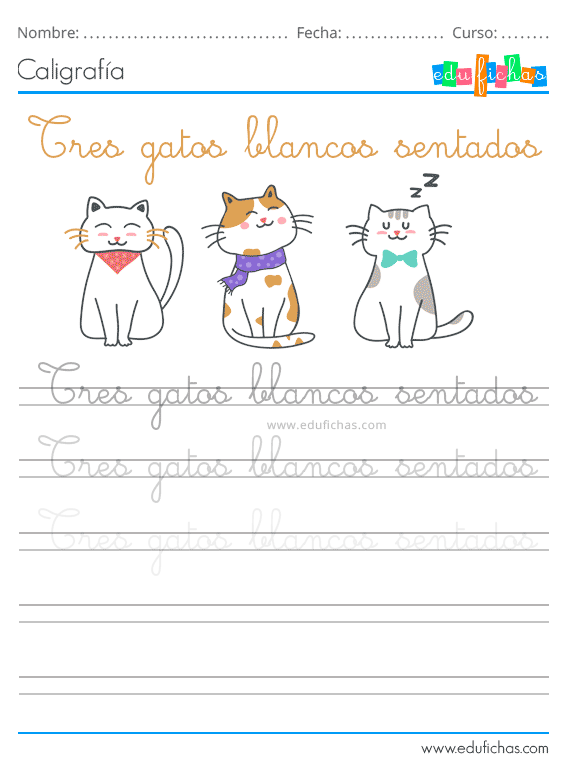 Nombre: ................................ Fecha: ................ Curso: ........
Caligrafía
edufichas
Tres gatos blancos sentados
z z
Tres gatos blancos sentados
www.edufichas.com
Tres gatos blancos sentados
Tres gatos blancos sentados
www.edufichas.com